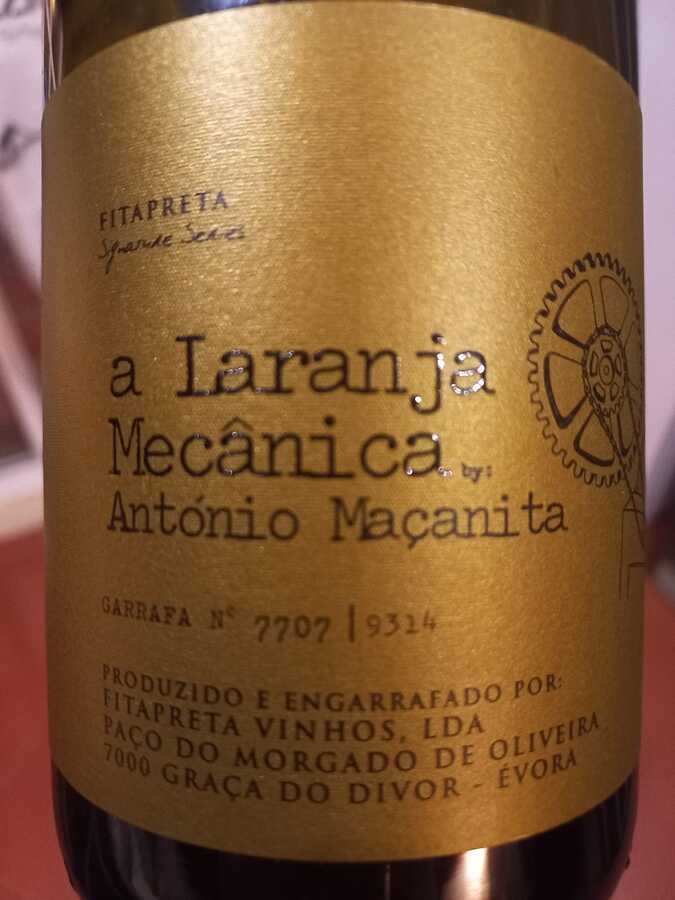 FITAPRETA
Signature Series
a Laranja
Mecânica by:
António Maçanita
GARRAFA Nº 7707 | 9314
PRODUZIDO E ENGARRAFADO POR:
FITAPRETA VINHOS, LDA
PAÇO DO MORGADO DE OLIVEIRA
7000 GRAÇA DO DIVOR - ÉVORA